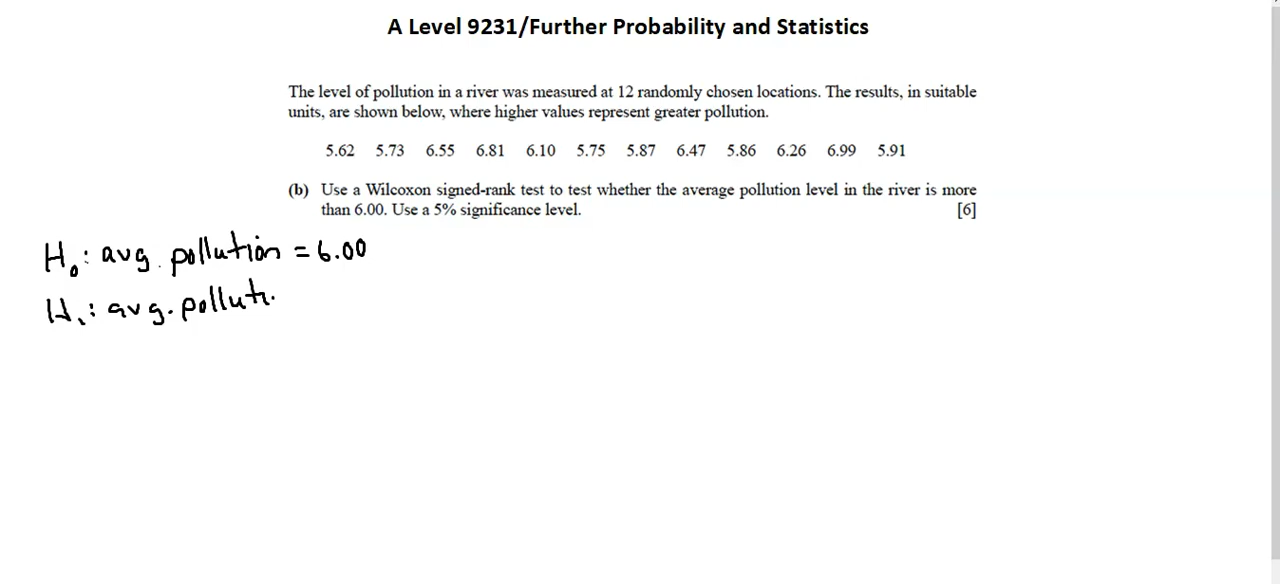 A Level 9231/Further Probability and Statistics
The level of pollution in a river was measured at 12 randomly chosen locations. The results, in suitable
units, are shown below, where higher values represent greater pollution.
5.62 5.73 6.55 6.81 6.10 5.75 5.87 6.47 5.86 6.26 6.99 5.91
(b) Use a Wilcoxon signed-rank test to test whether the average pollution level in the river is more
than 6.00. Use a 5% significance level. [6]
H₀: avg. pollution = 6.00
H₁: avg. polluti